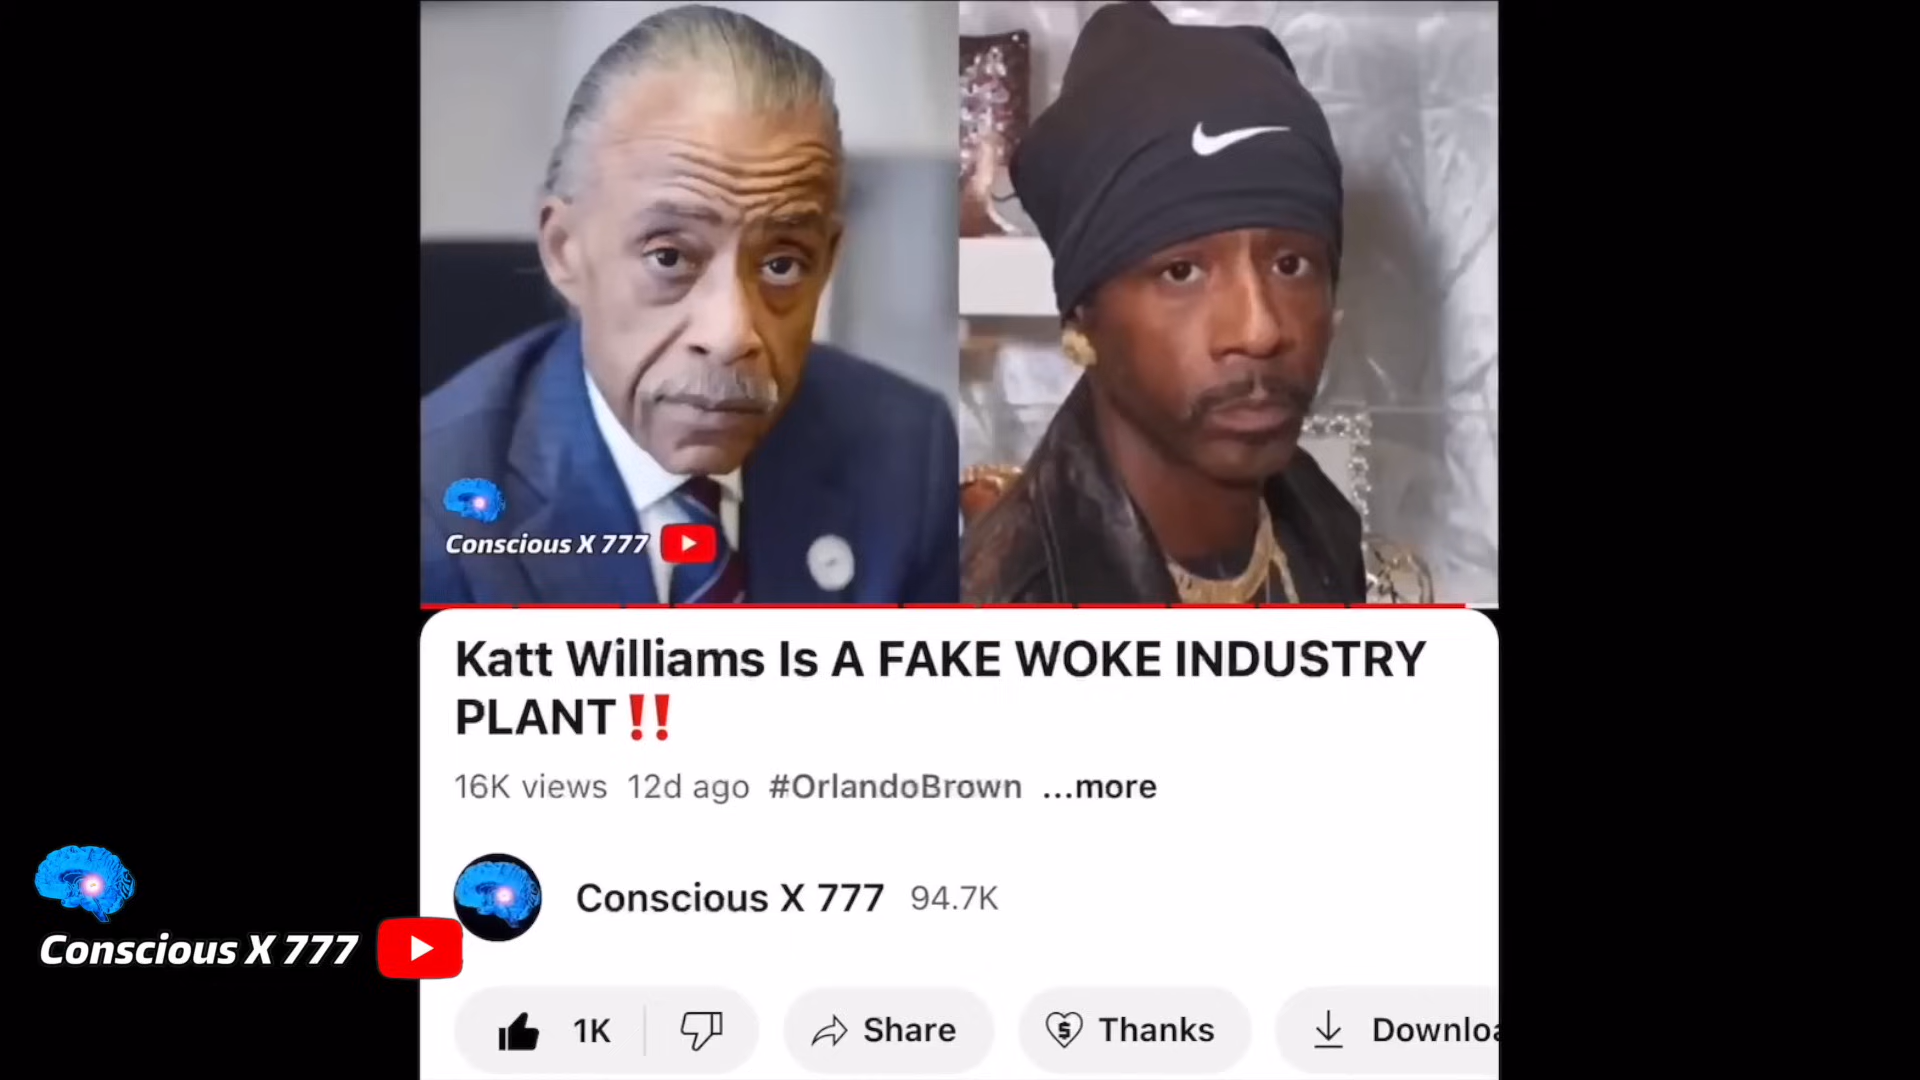 Conscious X 777
Katt Williams Is A FAKE WOKE INDUSTRY
PLANT‼️
16K views 12d ago #OrlandoBrown ...more
Conscious X 777 94.7K
Conscious X 777
1K Share Thanks Downloa